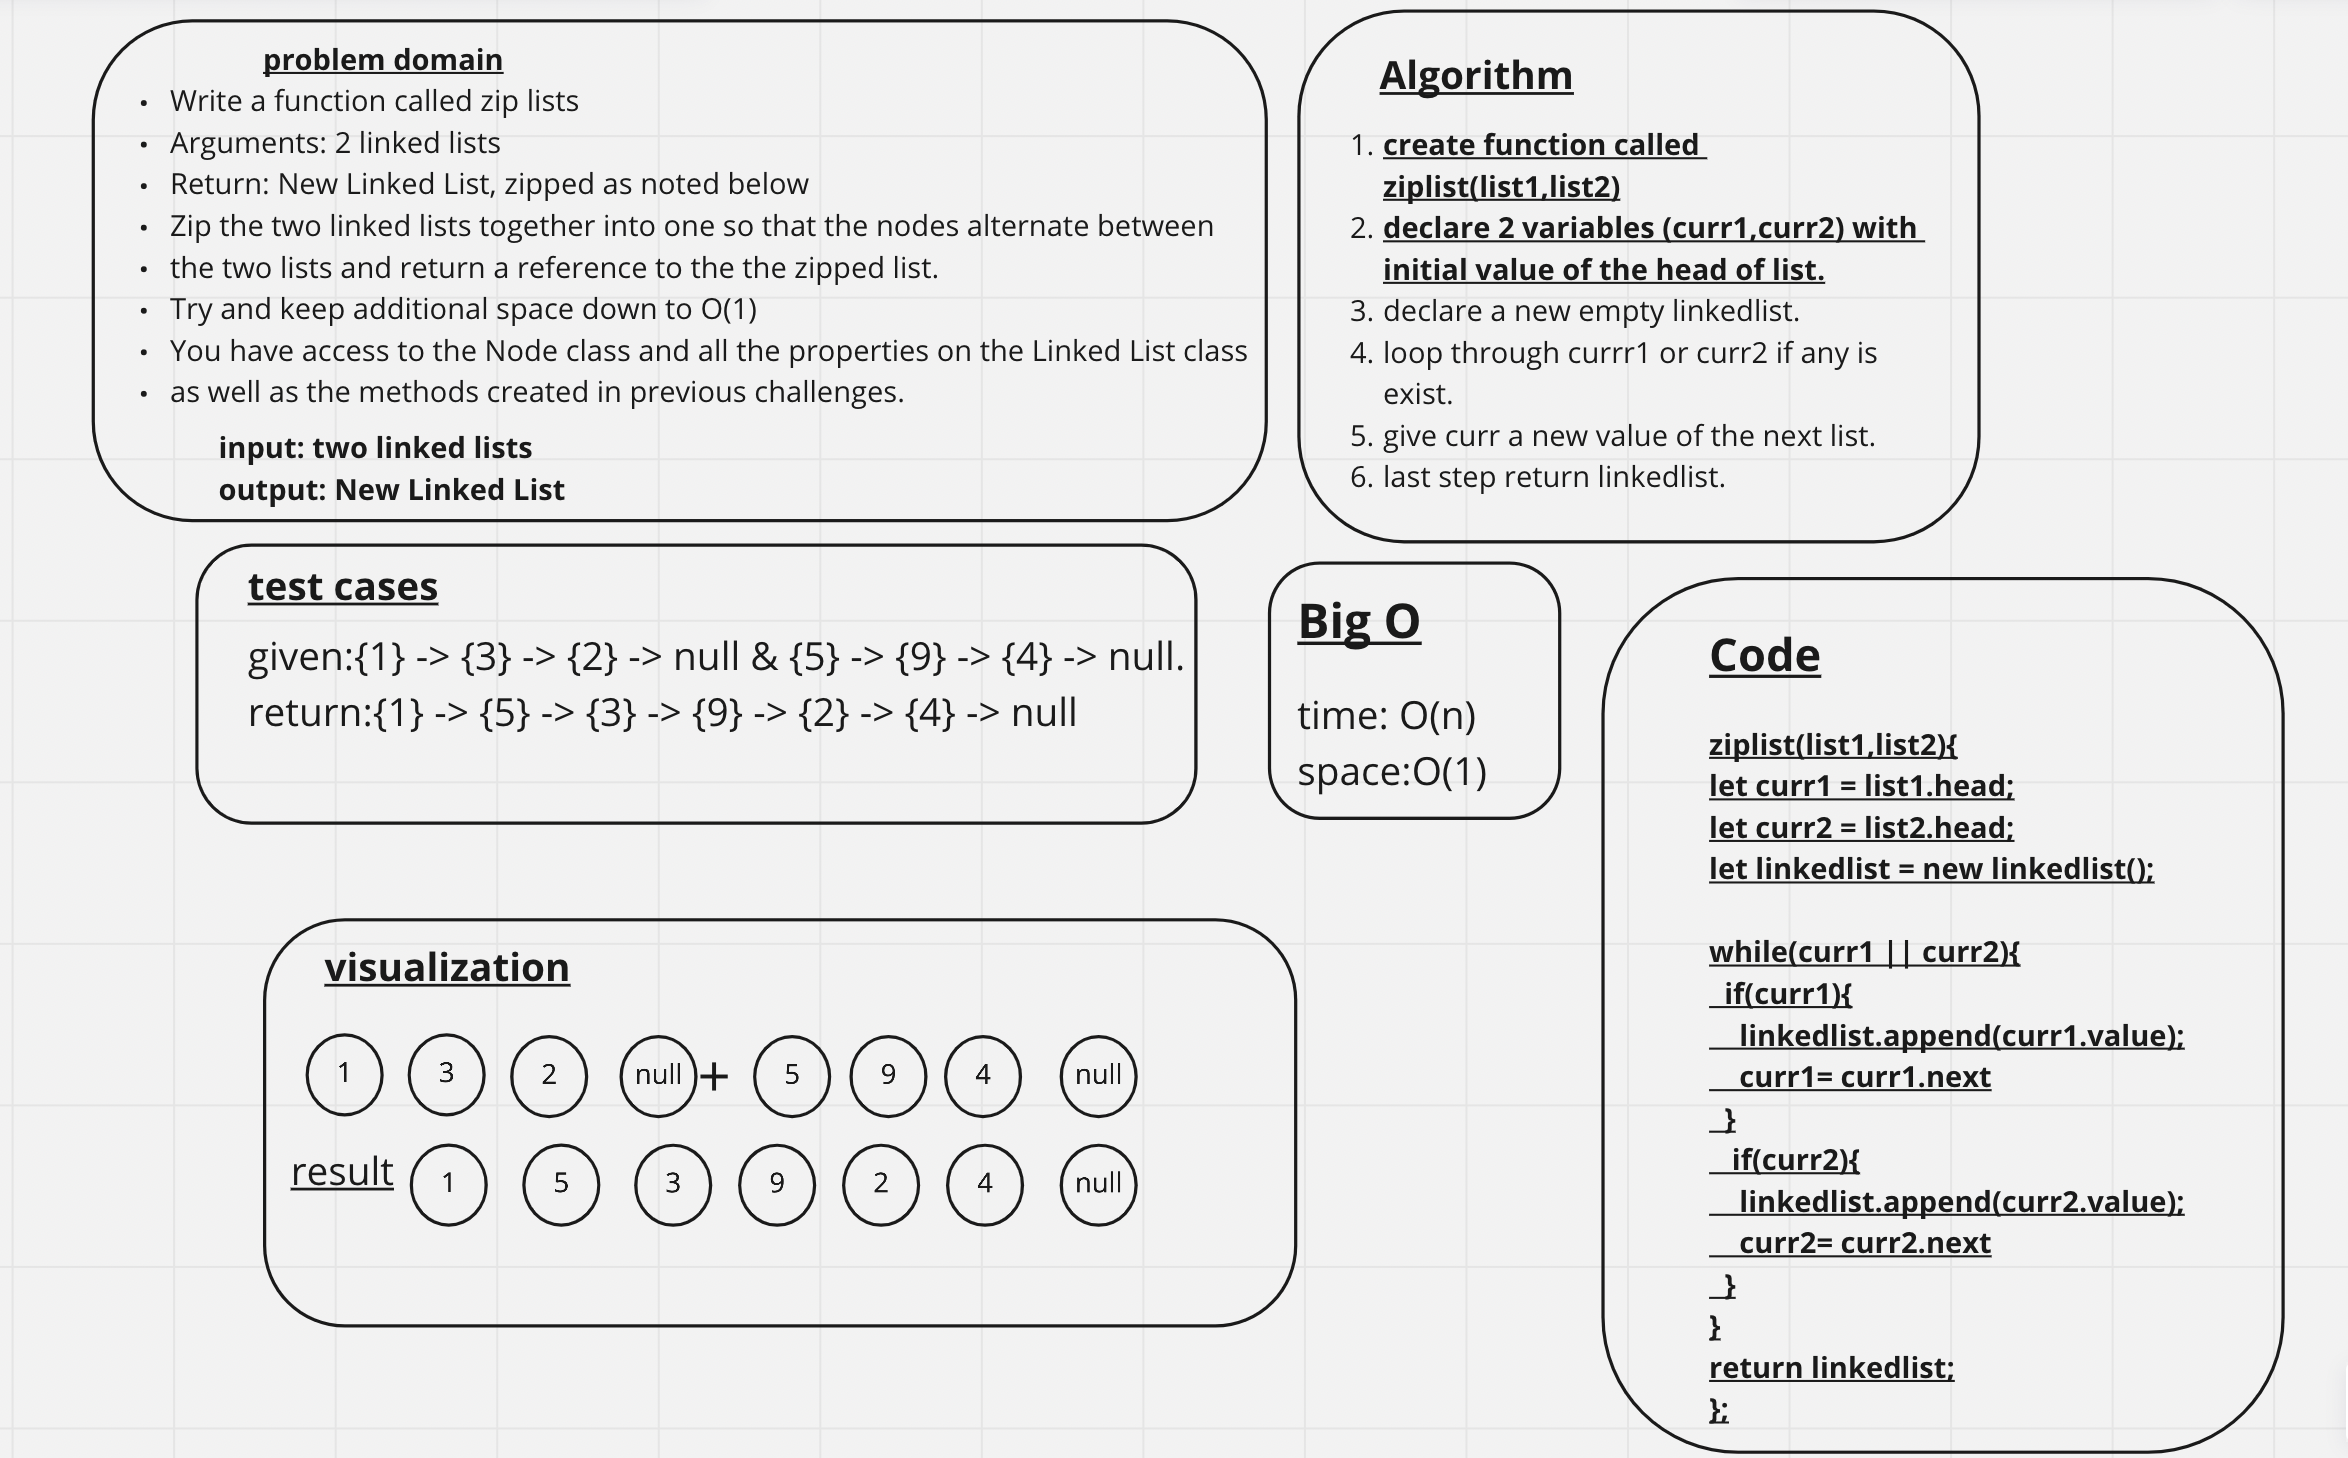 problem domain
• Write a function called zip lists
• Arguments: 2 linked lists
• Return: New Linked List, zipped as noted below
• Zip the two linked lists together into one so that the nodes alternate between
• the two lists and return a reference to the the zipped list.
• Try and keep additional space down to O(1)
• You have access to the Node class and all the properties on the Linked List class
• as well as the methods created in previous challenges.
input: two linked lists
output: New Linked List
Algorithm
1. create function called
ziplist(list1,list2)
2. declare 2 variables (curr1,curr2) with
initial value of the head of list.
3. declare a new empty linkedlist.
4. loop through currr1 or curr2 if any is
exist.
5. give curr a new value of the next list.
6. last step return linkedlist.
test cases
given:{1} -> {3} -> {2} -> null & {5} -> {9} -> {4} -> null.
return:{1} -> {5} -> {3} -> {9} -> {2} -> {4} -> null
Big O
time: O(n)
space:O(1)
visualization
1 3 2 null + 5 9 4 null
result 1 5 3 9 2 4 null
Code
ziplist(list1,list2){
let curr1 = list1.head;
let curr2 = list2.head;
let linkedlist = new linkedlist();
while(curr1 || curr2){
if(curr1){
linkedlist.append(curr1.value);
curr1= curr1.next
}
if(curr2){
linkedlist.append(curr2.value);
curr2= curr2.next
}
}
return linkedlist;
};